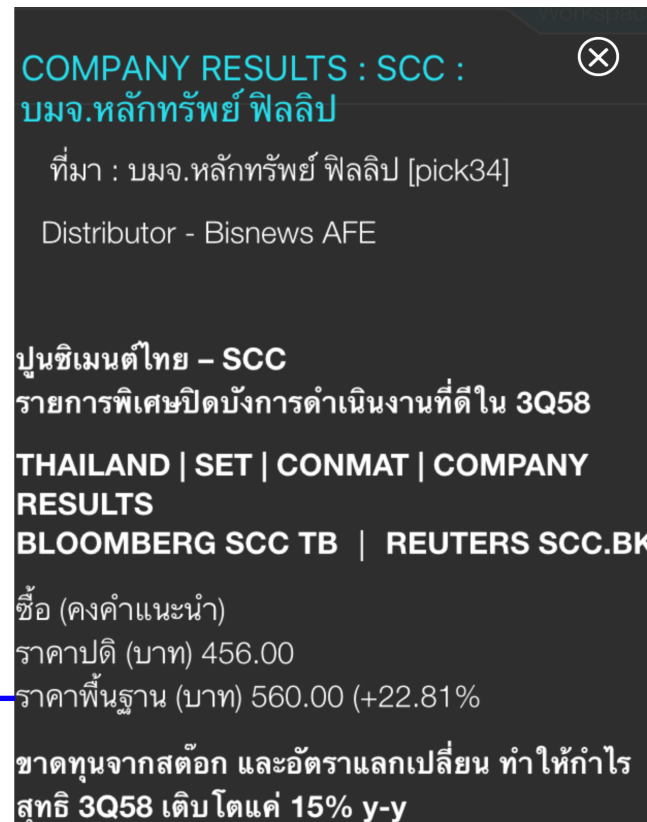 Workspac
COMPANY RESULTS : SCC :
บมจ.หลักทรัพย์ ฟิลลิป
ที่มา : บมจ.หลักทรัพย์ ฟิลลิป [pick34]
Distributor - Bisnews AFE
ปูนซิเมนต์ไทย – SCC
รายการพิเศษปิดบังการดำเนินงานที่ดีใน 3Q58
THAILAND | SET | CONMAT | COMPANY
RESULTS
BLOOMBERG SCC TB | REUTERS SCC.BK
ซื้อ (คงคำแนะนำ)
ราคาปดิ (บาท) 456.00
ราคาพื้นฐาน (บาท) 560.00 (+22.81%
ขาดทุนจากสต๊อก และอัตราแลกเปลี่ยน ทำให้กำไร
สุทธิ 3Q58 เติบโตแค่ 15% y-y